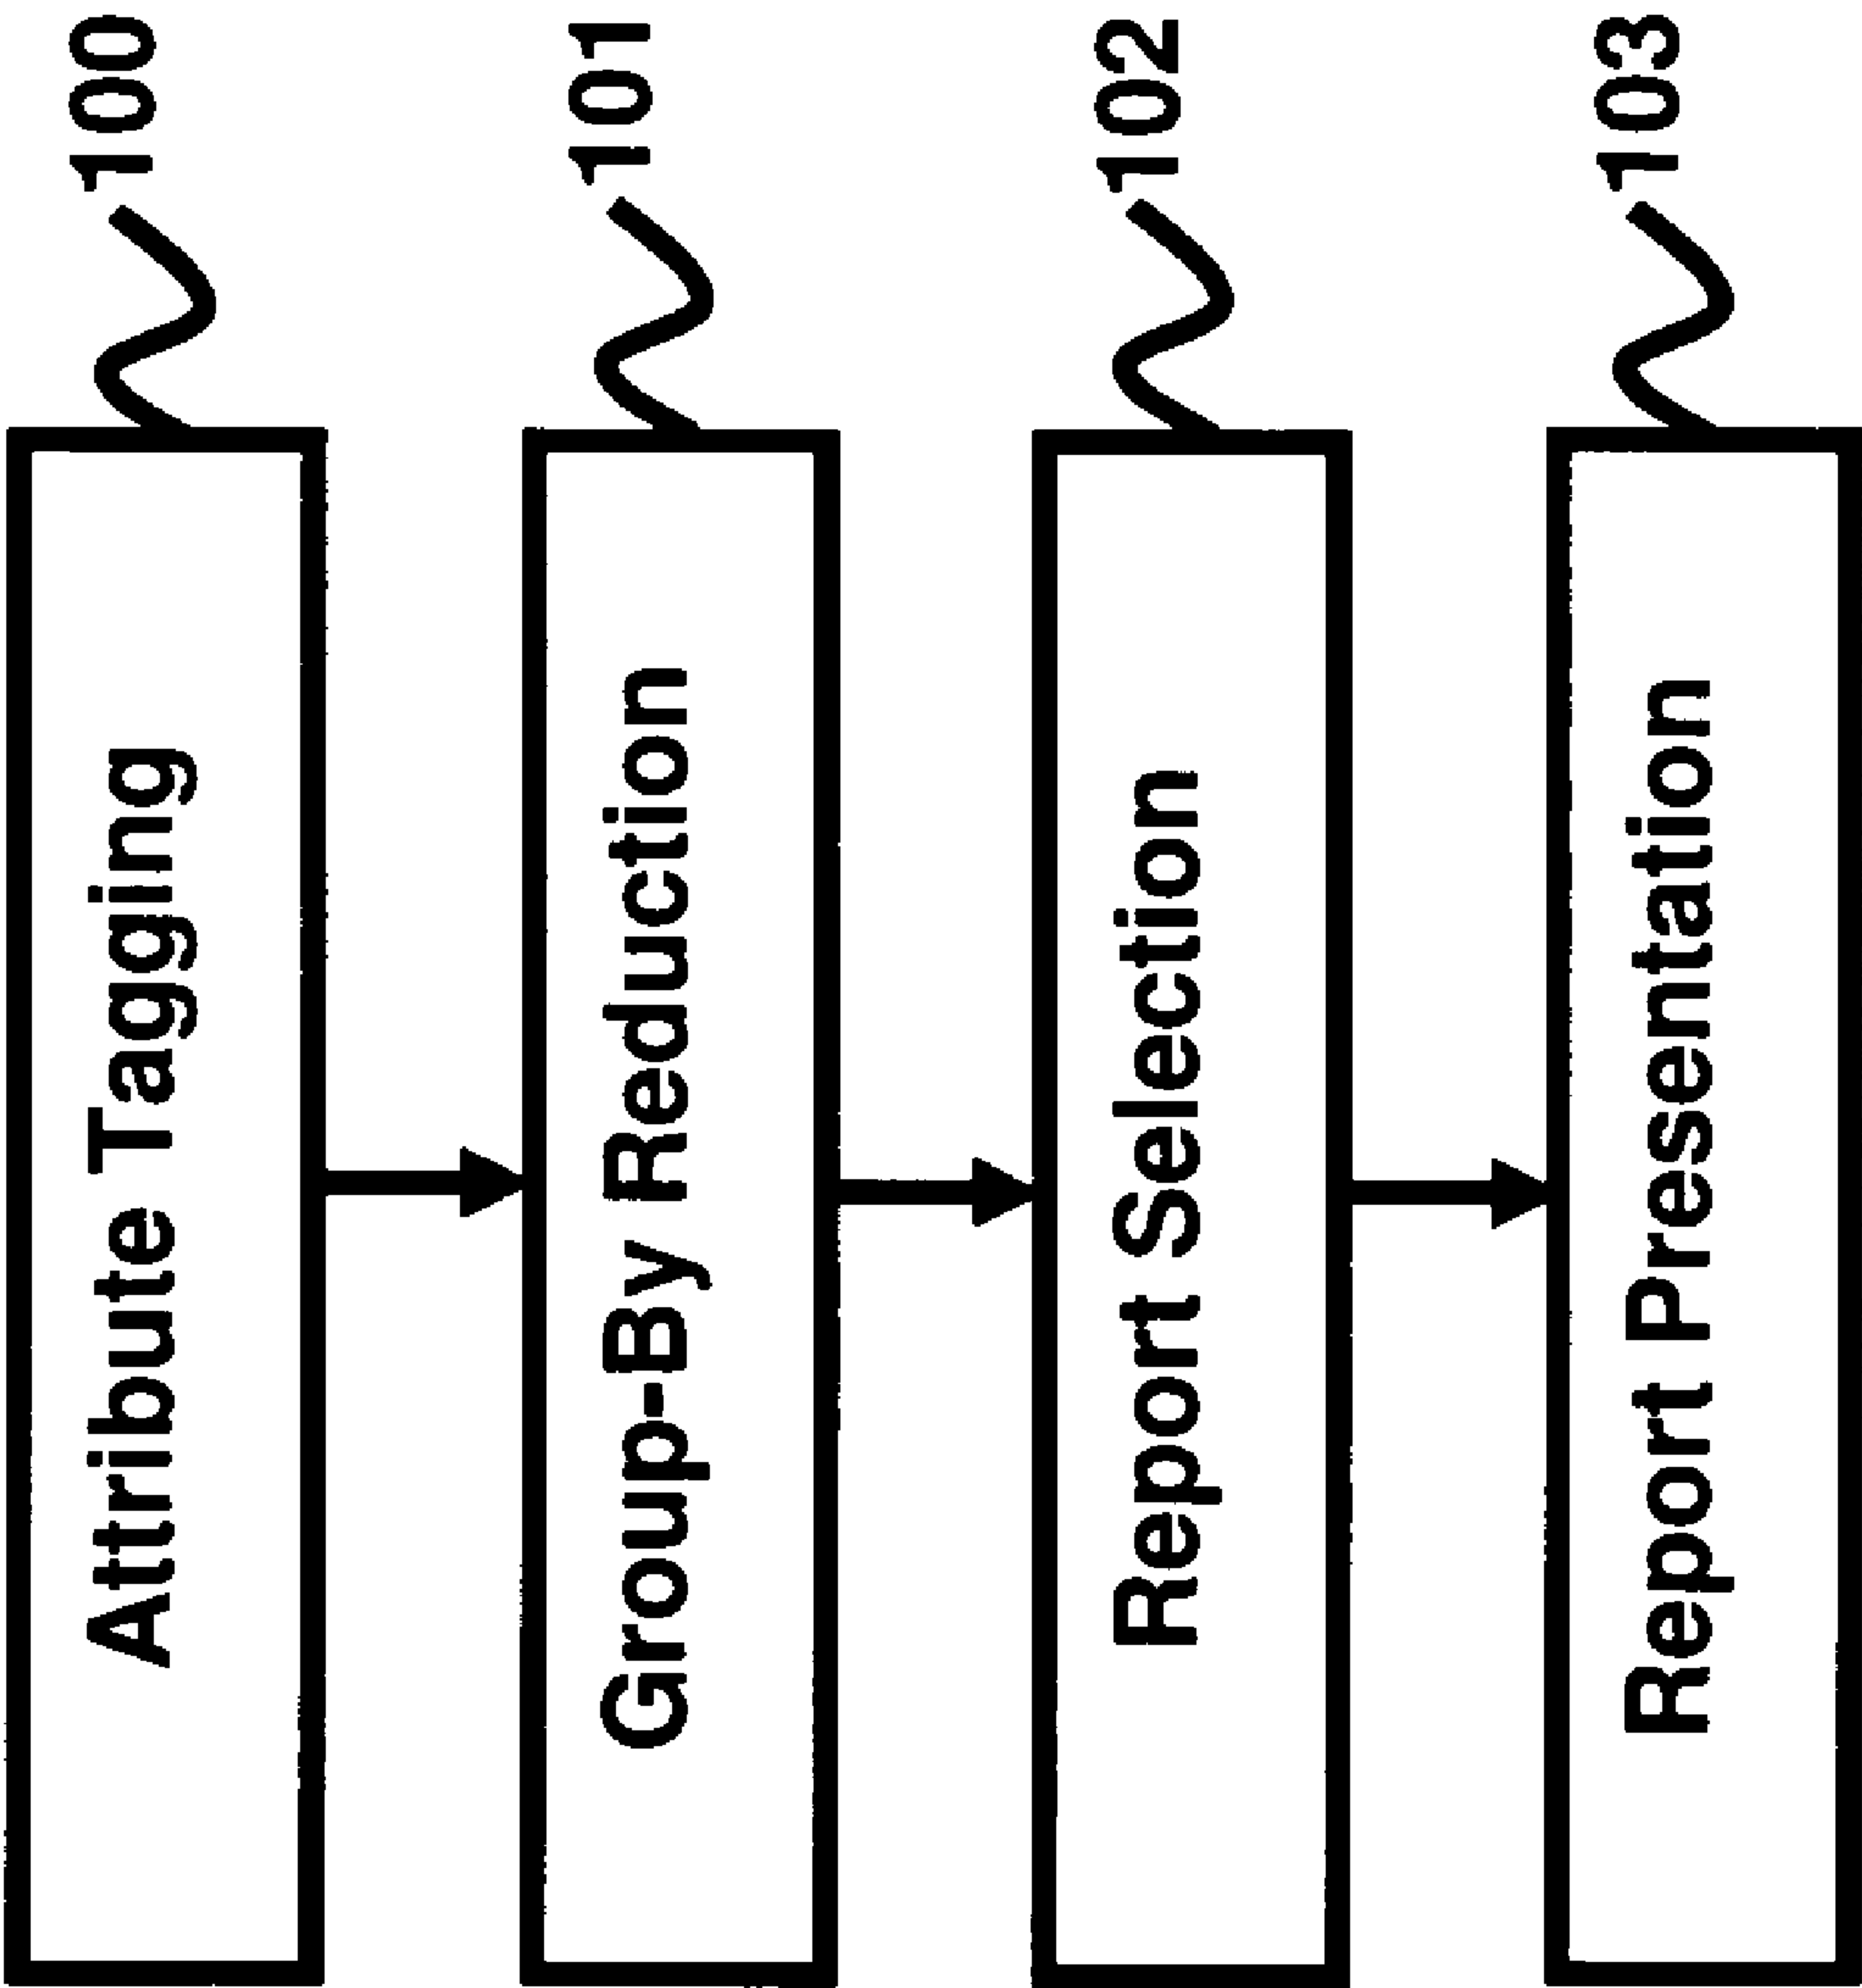 Attribute Tagging 100
Group-By Reduction 101
Report Selection 102
Report Presentation 103